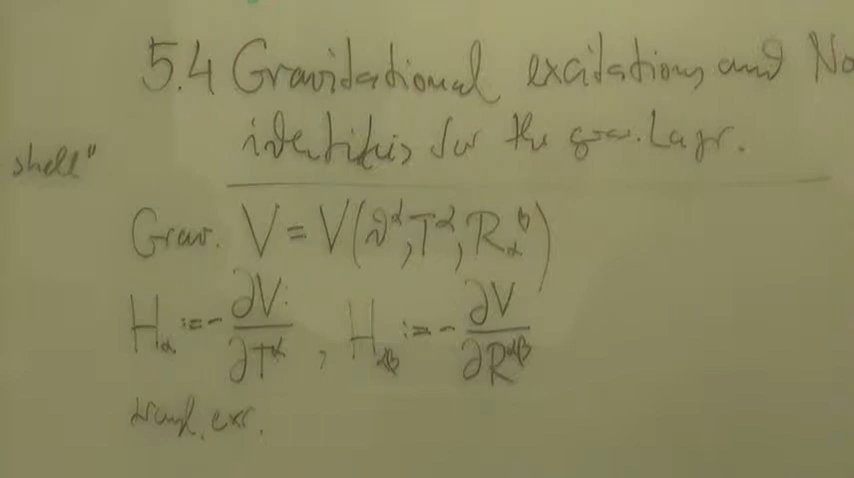 5.4 Gravitational excitations and No
identities for the grav. Lagr.
shell"
Grav. V = V(ϑ^α, T^α, R_α^β)
H_α := - ∂V/∂T^α , H_αβ := - ∂V/∂R^αβ
transl. exc.